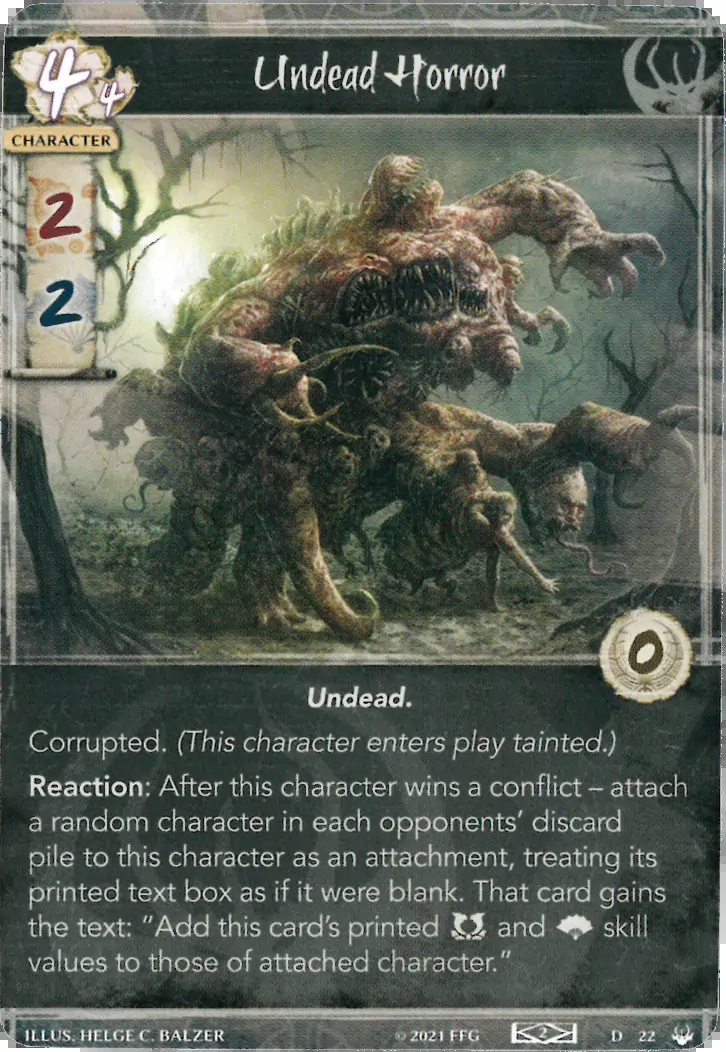 4
4
Undead Horror
CHARACTER
2
2
0
Undead.
Corrupted. (This character enters play tainted.)
Reaction: After this character wins a conflict – attach
a random character in each opponents’ discard
pile to this character as an attachment, treating its
printed text box as if it were blank. That card gains
the text: “Add this card’s printed and skill
values to those of attached character.”
ILLUS. HELGE C. BALZER © 2021 FFG 2 D 22